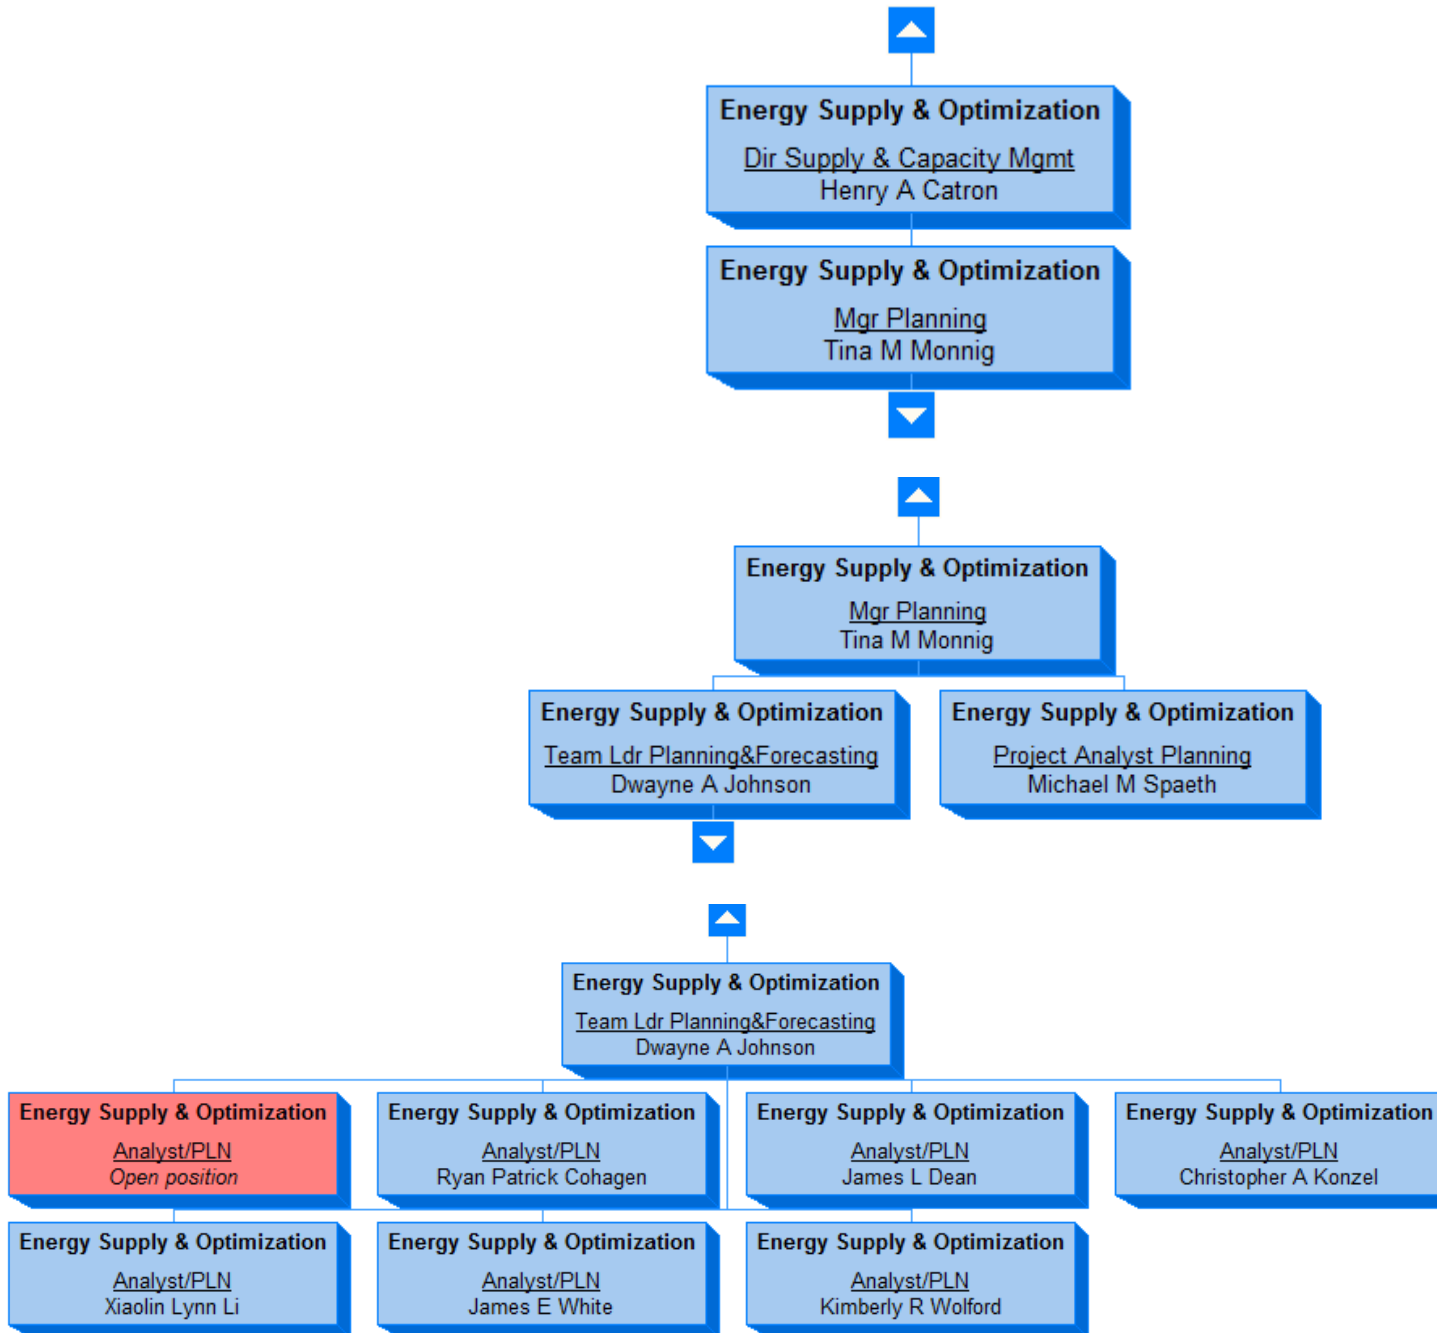 Energy Supply & Optimization
Dir Supply & Capacity Mgmt
Henry A Catron
Energy Supply & Optimization
Mgr Planning
Tina M Monnig
Energy Supply & Optimization
Mgr Planning
Tina M Monnig
Energy Supply & Optimization
Team Ldr Planning&Forecasting
Dwayne A Johnson
Energy Supply & Optimization
Project Analyst Planning
Michael M Spaeth
Energy Supply & Optimization
Team Ldr Planning&Forecasting
Dwayne A Johnson
Energy Supply & Optimization
Analyst/PLN
Open position
Energy Supply & Optimization
Analyst/PLN
Ryan Patrick Cohagen
Energy Supply & Optimization
Analyst/PLN
James L Dean
Energy Supply & Optimization
Analyst/PLN
Christopher A Konzel
Energy Supply & Optimization
Analyst/PLN
Xiaolin Lynn Li
Energy Supply & Optimization
Analyst/PLN
James E White
Energy Supply & Optimization
Analyst/PLN
Kimberly R Wolford